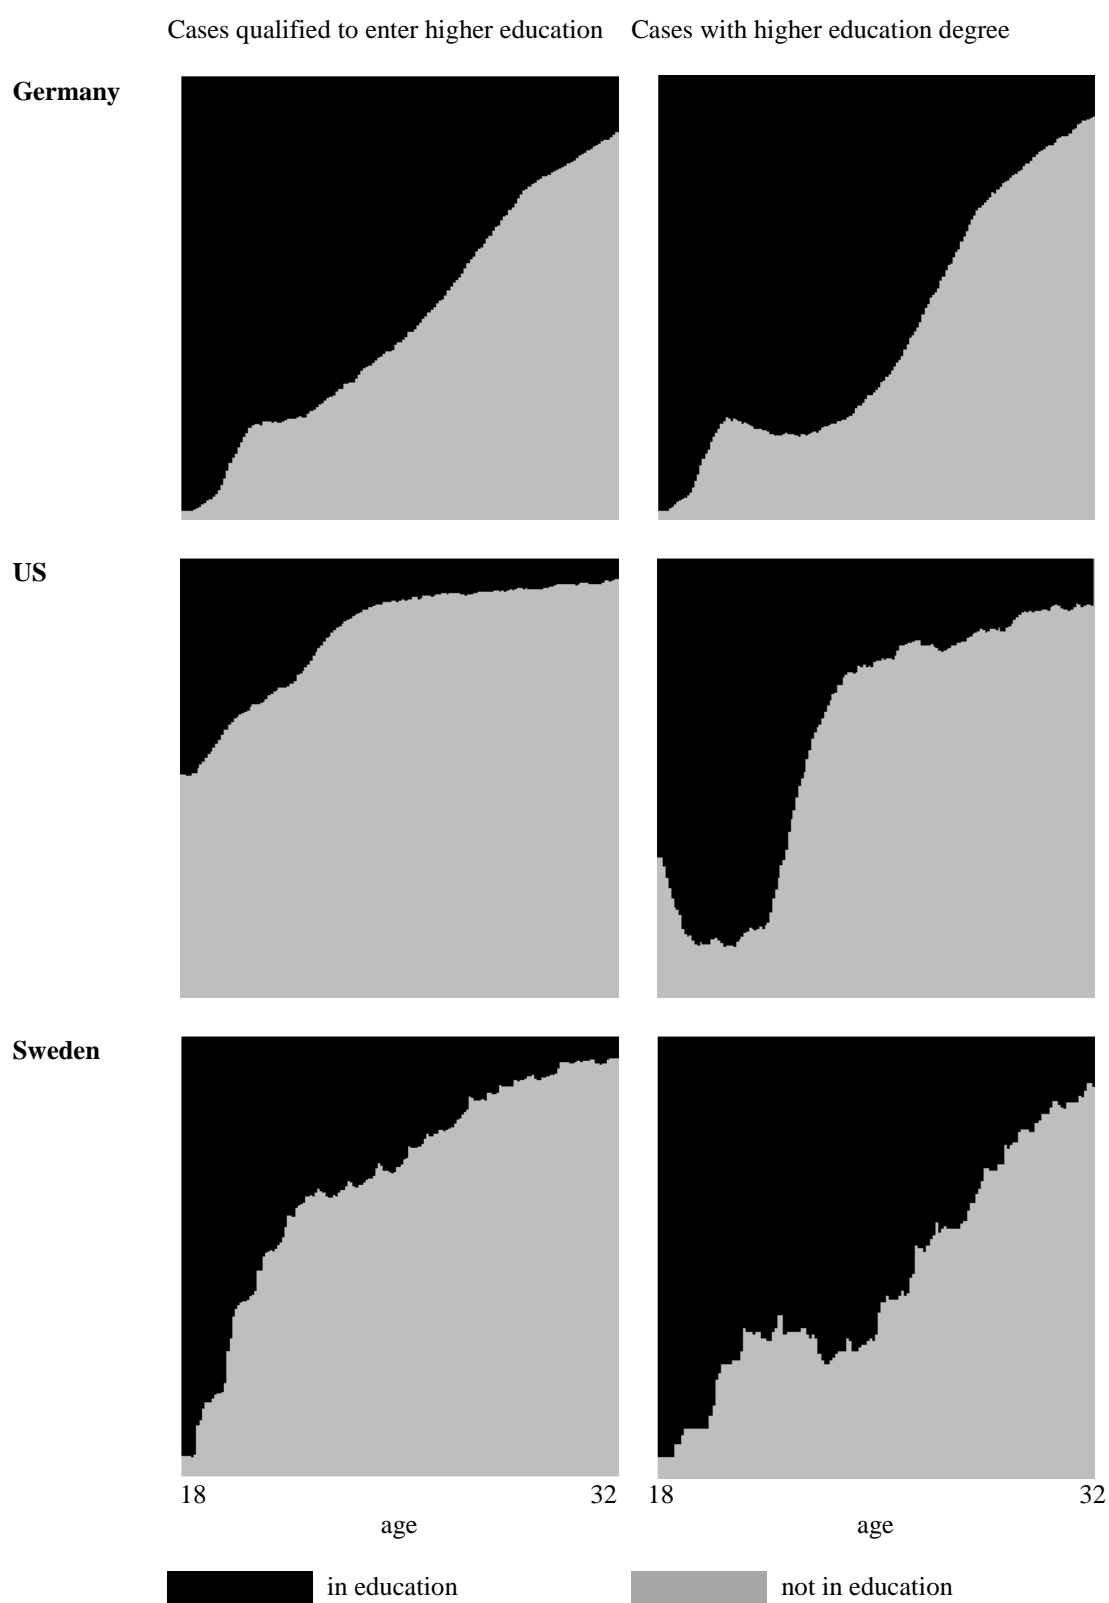 Cases qualified to enter higher education Cases with higher education degree
Germany
US
Sweden
18 32 18 32
age age
in education not in education